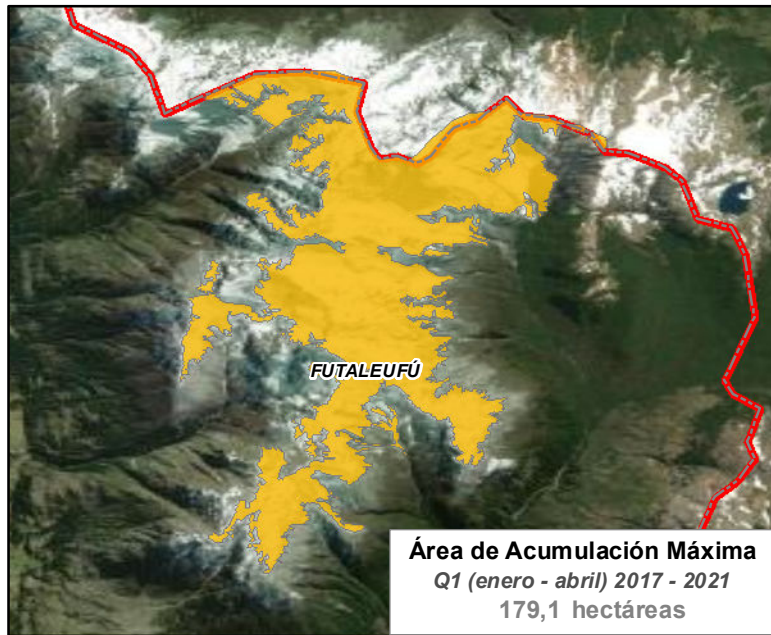 FUTALEUFÚ
Área de Acumulación Máxima
Q1 (enero - abril) 2017 - 2021
179,1 hectáreas